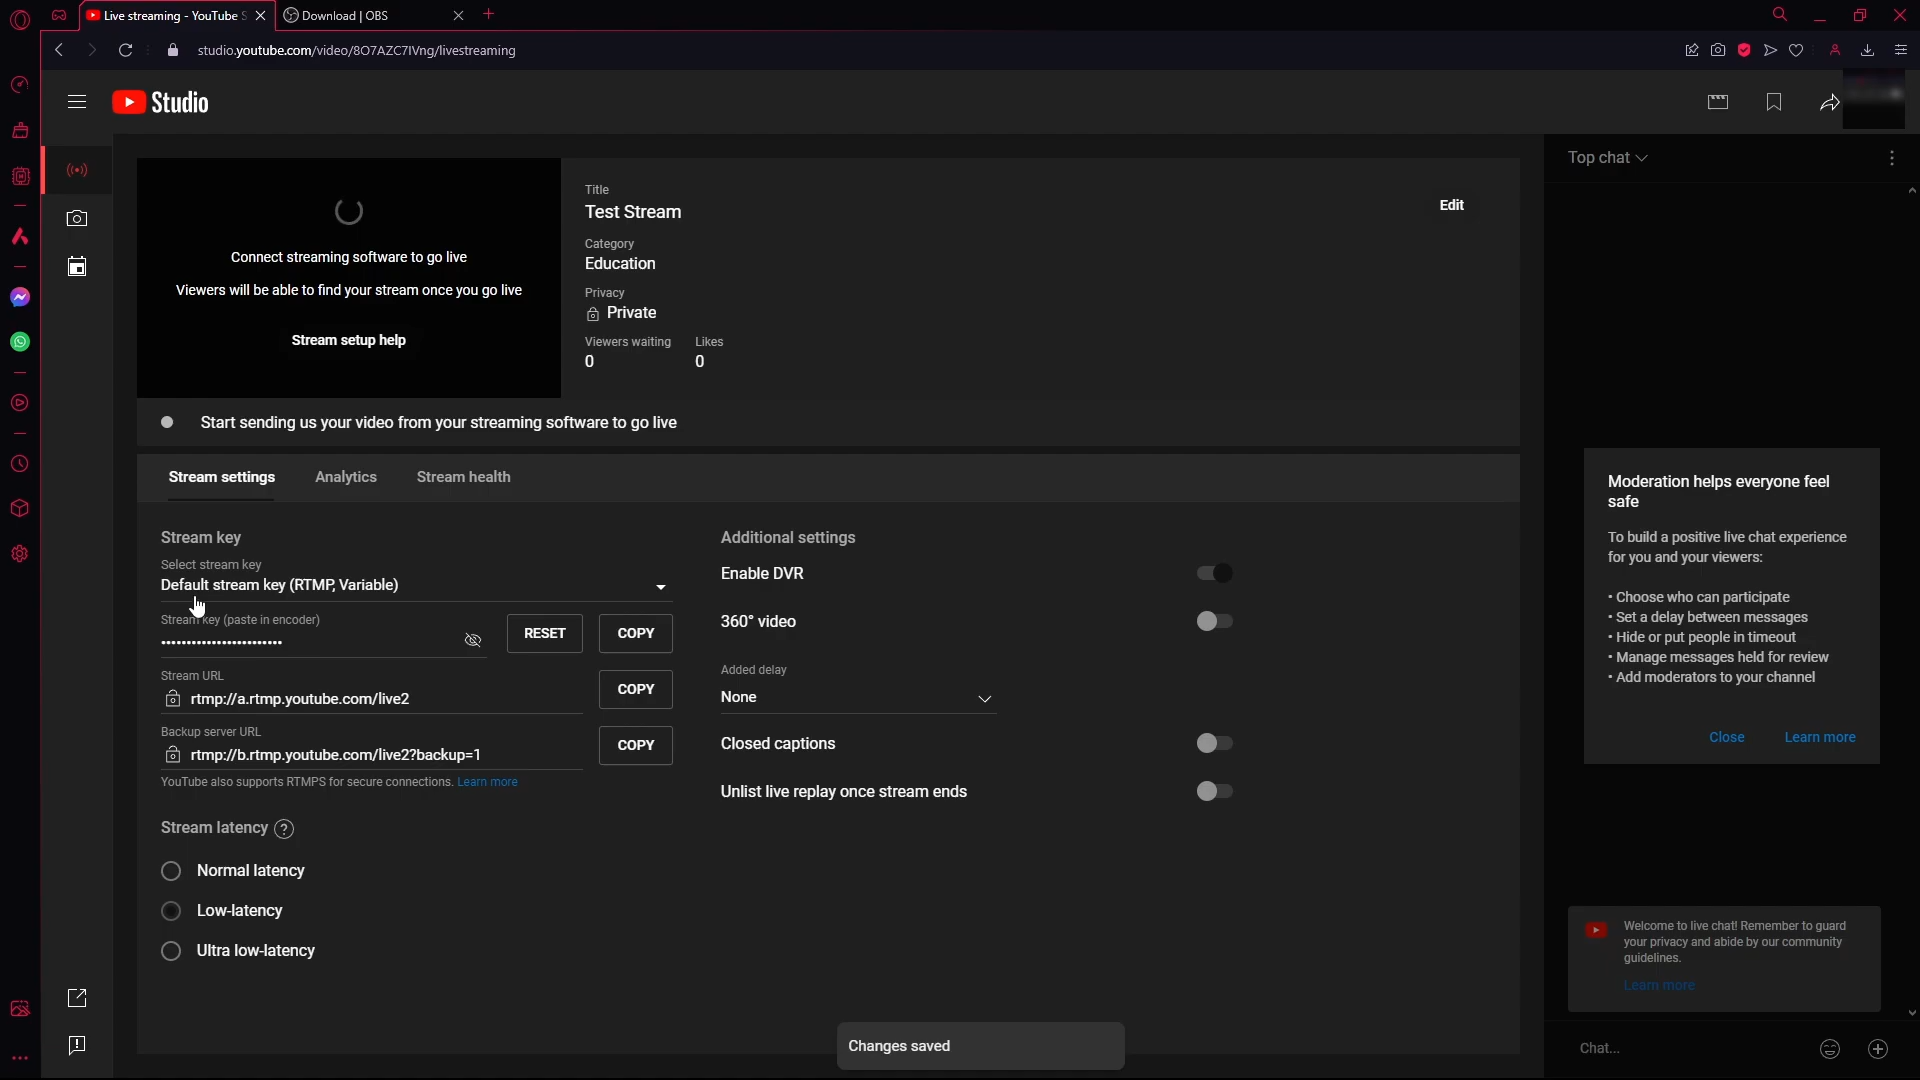 Live streaming - YouTube S
Download | OBS
studio.youtube.com/video/8O7AZC7IVng/livestreaming
Studio
Top chat
Connect streaming software to go live
Viewers will be able to find your stream once you go live
Stream setup help
Title
Test Stream
Edit
Category
Education
Privacy
Private
Viewers waiting Likes
0 0
Start sending us your video from your streaming software to go live
Stream settings Analytics Stream health
Stream key
Select stream key
Default stream key (RTMP, Variable)
Stream key (paste in encoder)
••••••••••••••••••••••••
RESET COPY
Stream URL
rtmp://a.rtmp.youtube.com/live2
COPY
Backup server URL
rtmp://b.rtmp.youtube.com/live2?backup=1
COPY
YouTube also supports RTMPS for secure connections. Learn more
Stream latency ?
Normal latency
Low-latency
Ultra low-latency
Additional settings
Enable DVR
360° video
Added delay
None
Closed captions
Unlist live replay once stream ends
Changes saved
Moderation helps everyone feel
safe
To build a positive live chat experience
for you and your viewers:
• Choose who can participate
• Set a delay between messages
• Hide or put people in timeout
• Manage messages held for review
• Add moderators to your channel
Close Learn more
Welcome to live chat! Remember to guard
your privacy and abide by our community
guidelines.
Learn more
Chat...